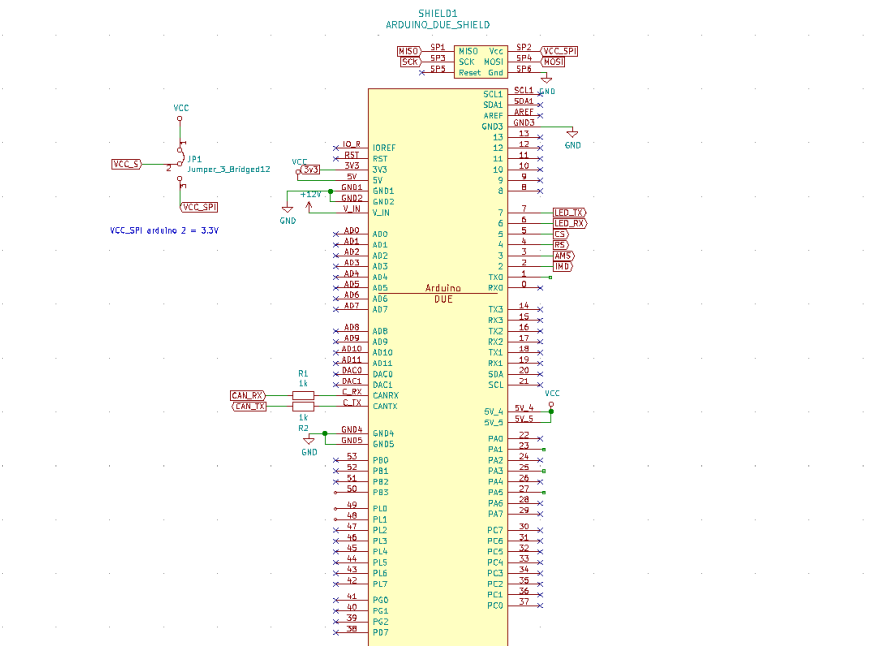 SHIELD1
ARDUINO_DUE_SHIELD
MISO SP1 MISO Vcc SP2 VCC_SPI
SCK SP3 SCK MOSI SP4 MOSI
SP5 Reset Gnd SP6
GND
SCL1 SCL1
SDA1 SDA1
AREF AREF
GND3 GND3
GND
13 13
12 12
11 11
10 10
9 9
8 8
VCC
1
JP1
VCC_S 2 Jumper_3_Bridged12
3
VCC_SPI
VCC_SPI arduino 2 = 3.3V
IO_R IOREF
RST RST
VCC 3v3 3V3 3V3
5V 5V
GND1 GND1
+12V GND2 GND2
GND V_IN V_IN
7 7 LED_TX
6 6 LED_RX
5 5 CS
4 4 RS
3 3 AMS
2 2 IMD
TX0 1
RX0 0
AD0 AD0
AD1 AD1
AD2 AD2
AD3 AD3
AD4 AD4
AD5 AD5
AD6 AD6
AD7 AD7
Arduino
DUE
TX3 14
RX3 15
TX2 16
RX2 17
TX1 18
RX1 19
SDA 20
SCL 21
AD8 AD8
AD9 AD9
AD10 AD10
AD11 AD11
DAC0 DAC0
DAC1 DAC1
R1
1k
CAN_RX C_RX CANRX
CAN_TX C_TX CANTX
1k
R2
VCC
5V_4 5V_4
5V_5 5V_5
GND4 GND4
GND5 GND5
GND
PA0 22
PA1 23
PA2 24
PA3 25
PA4 26
PA5 27
PA6 28
PA7 29
53 PB0
52 PB1
51 PB2
50 PB3
49 PL0
48 PL1
47 PL2
46 PL3
45 PL4
44 PL5
43 PL6
42 PL7
PC7 30
PC6 31
PC5 32
PC4 33
PC3 34
PC2 35
PC1 36
PC0 37
41 PG0
40 PG1
39 PG2
38 PD7